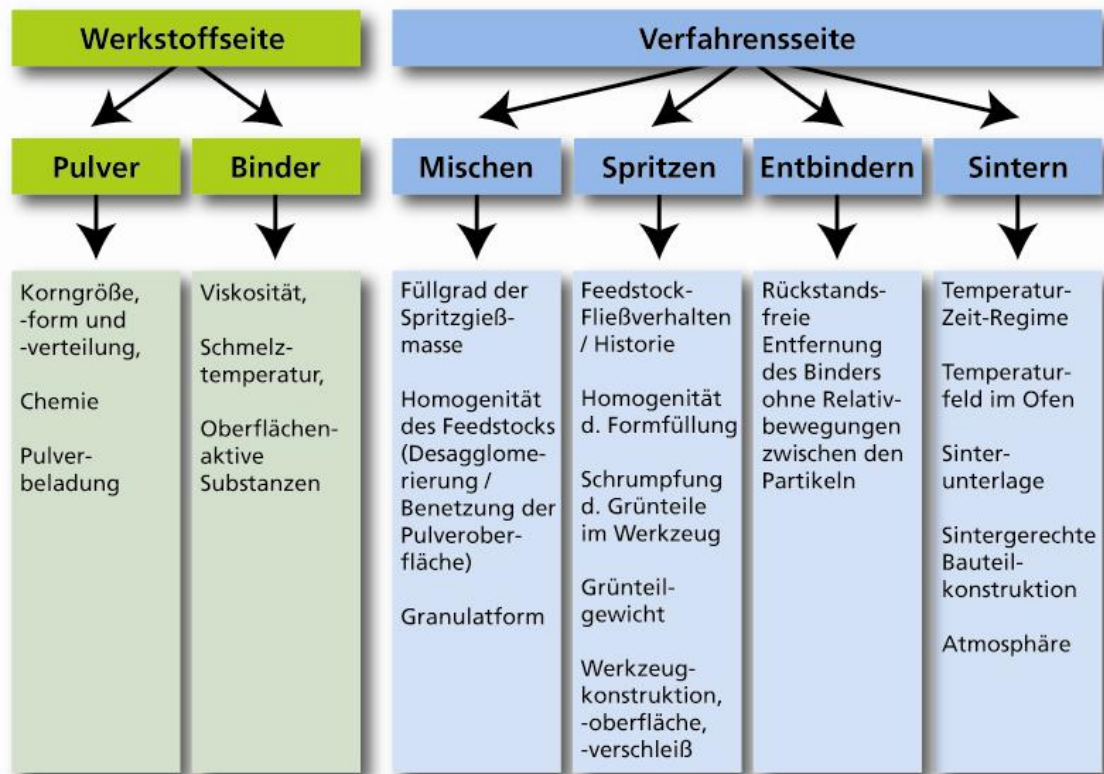 Werkstoffseite
Verfahrensseite
Pulver
Binder
Mischen
Spritzen
Entbindern
Sintern
Korngröße,
-form und
-verteilung,
Chemie
Pulver-
beladung
Viskosität,
Schmelz-
temperatur,
Oberflächen-
aktive
Substanzen
Füllgrad der
Spritzgieß-
masse
Homogenität
des Feedstocks
(Desagglome-
rierung /
Benetzung der
Pulverober-
fläche)
Granulatform
Feedstock-
Fließverhalten
/ Historie
Homogenität
d. Formfüllung
Schrumpfung
d. Grünteile
im Werkzeug
Grünteil-
gewicht
Werkzeug-
konstruktion,
-oberfläche,
-verschleiß
Rückstands-
freie
Entfernung
des Binders
ohne Relativ-
bewegungen
zwischen den
Partikeln
Temperatur-
Zeit-Regime
Temperatur-
feld im Ofen
Sinter-
unterlage
Sintergerechte
Bauteil-
konstruktion
Atmosphäre